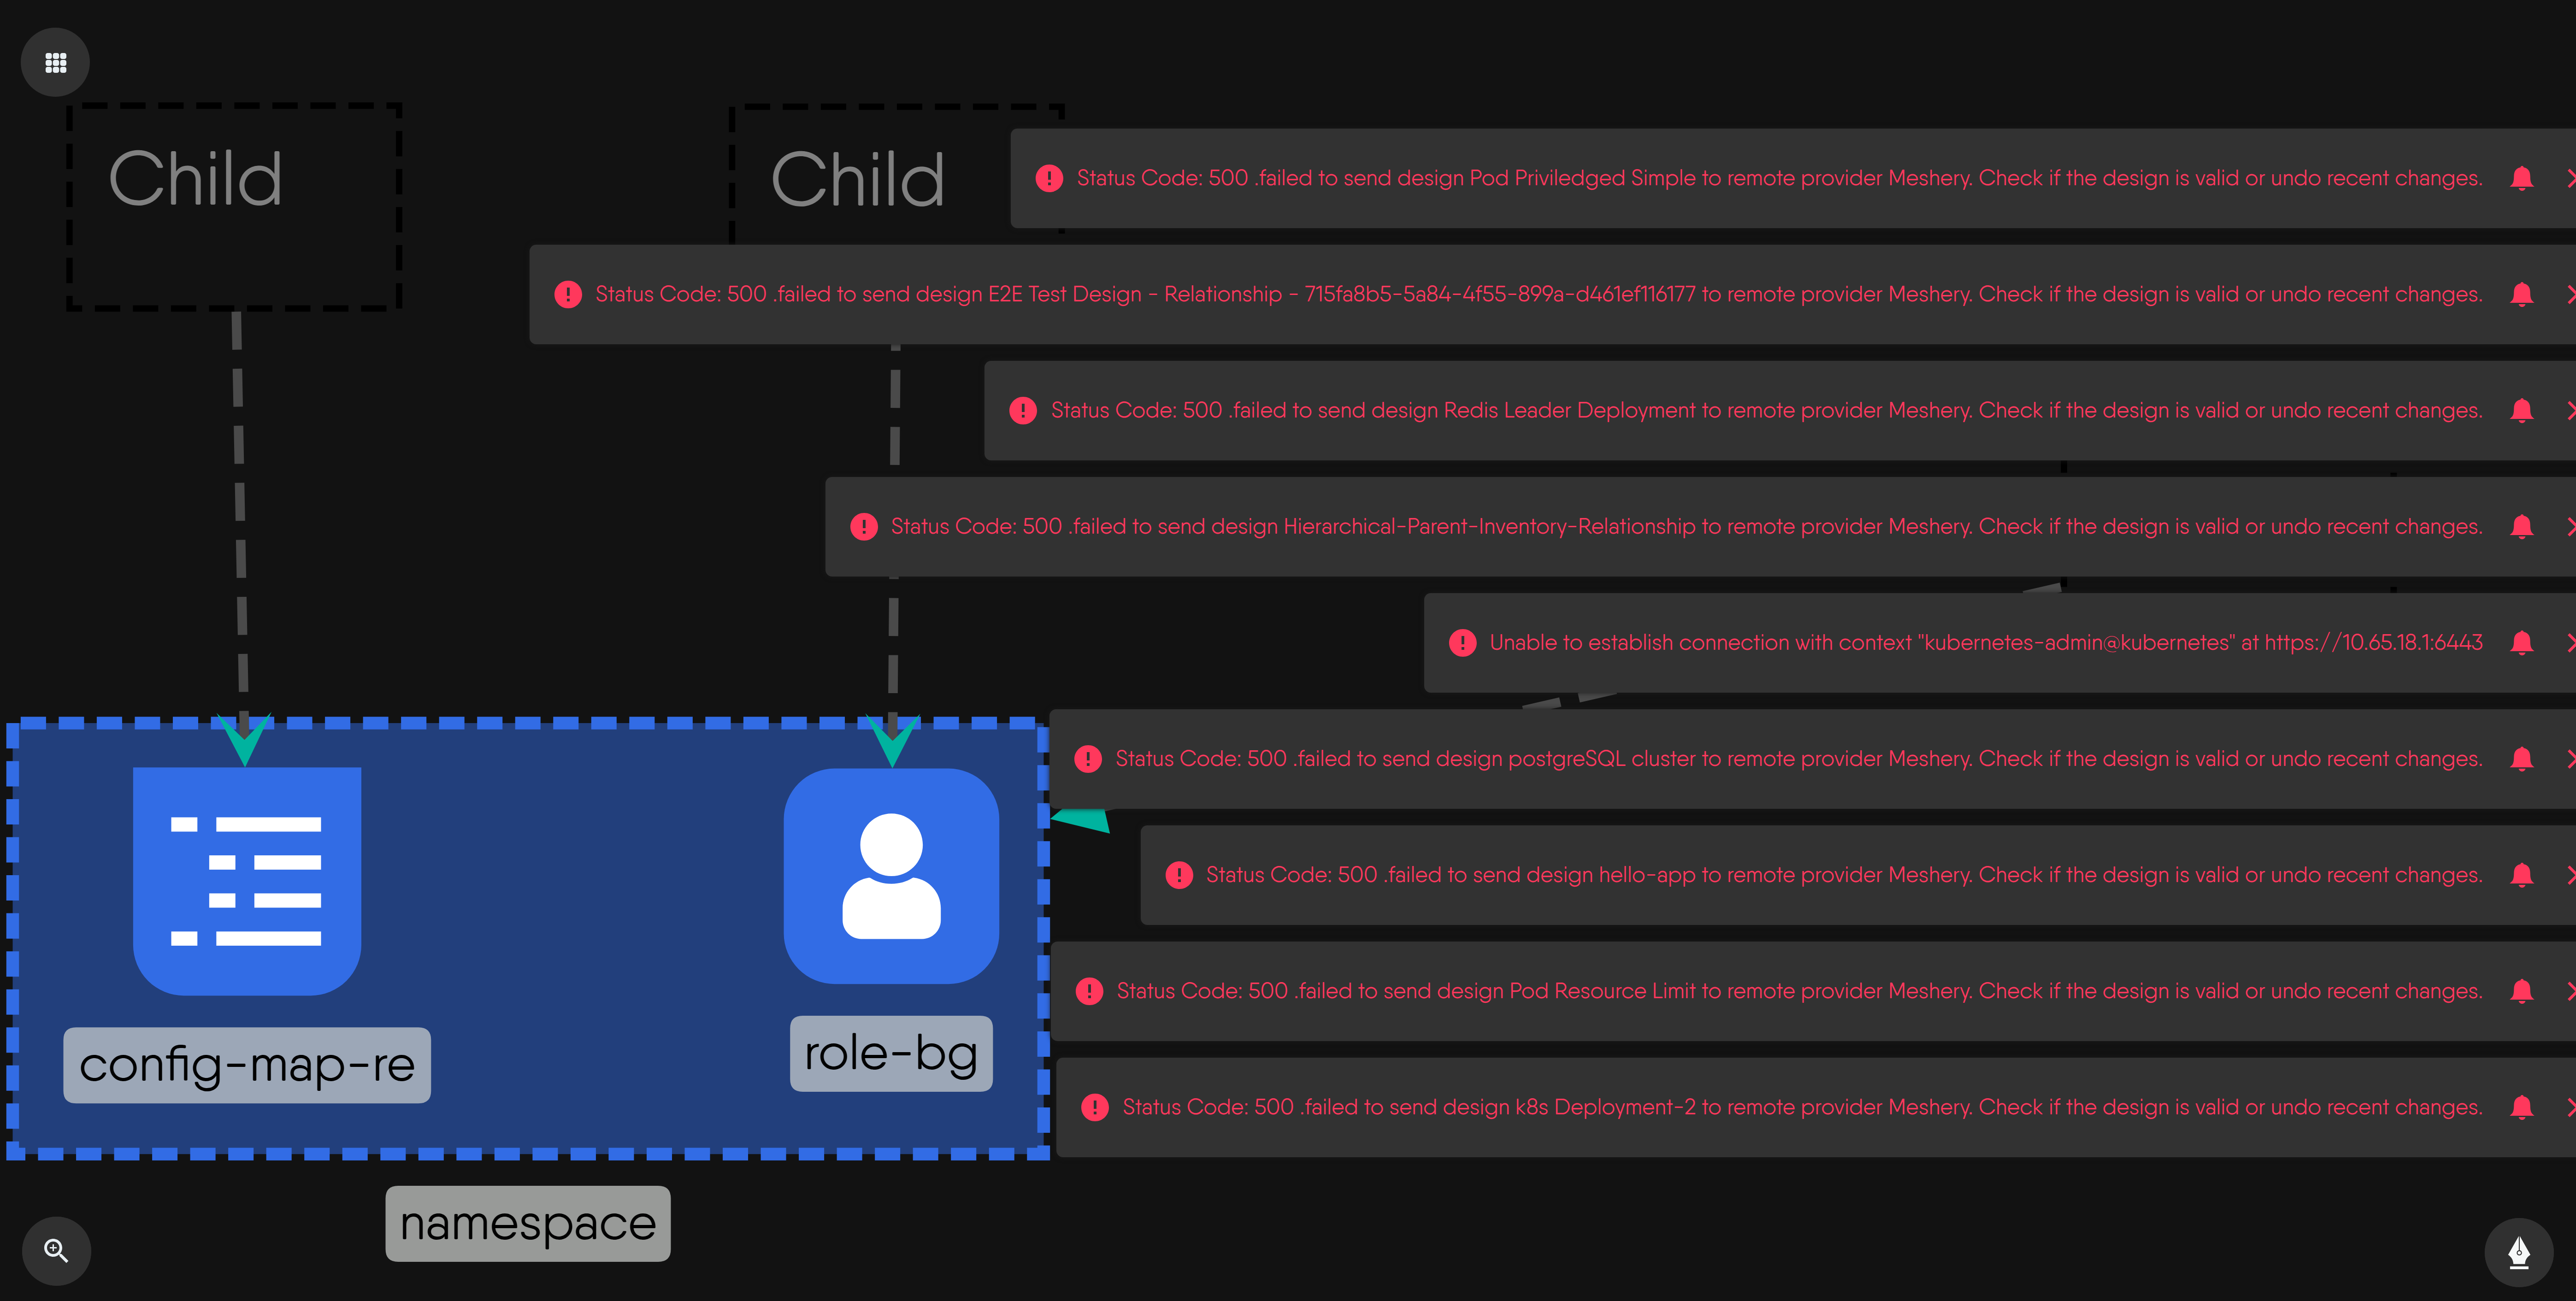 Child
Child
Status Code: 500 .failed to send design Pod Priviledged Simple to remote provider Meshery. Check if the design is valid or undo recent changes.
Status Code: 500 .failed to send design E2E Test Design - Relationship - 715fa8b5-5a84-4f55-899a-d461ef116177 to remote provider Meshery. Check if the design is valid or undo recent changes.
Status Code: 500 .failed to send design Redis Leader Deployment to remote provider Meshery. Check if the design is valid or undo recent changes.
Status Code: 500 .failed to send design Hierarchical-Parent-Inventory-Relationship to remote provider Meshery. Check if the design is valid or undo recent changes.
Unable to establish connection with context "kubernetes-admin@kubernetes" at https://10.65.18.1:6443
Status Code: 500 .failed to send design postgreSQL cluster to remote provider Meshery. Check if the design is valid or undo recent changes.
Status Code: 500 .failed to send design hello-app to remote provider Meshery. Check if the design is valid or undo recent changes.
Status Code: 500 .failed to send design Pod Resource Limit to remote provider Meshery. Check if the design is valid or undo recent changes.
Status Code: 500 .failed to send design k8s Deployment-2 to remote provider Meshery. Check if the design is valid or undo recent changes.
config-map-re
role-bg
namespace